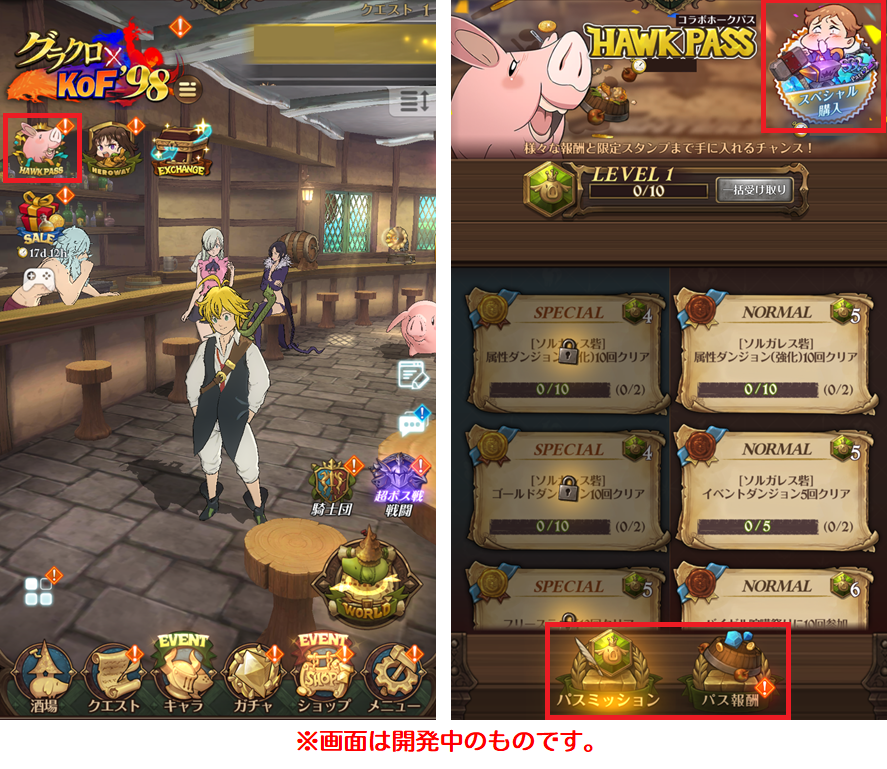 クエスト 1
グラクロ×
KOF'98
HAWK PASS
HERO WAY
EXCHANGE
SALE
17d 12h
騎士団
超ボス戦
戦闘
WORLD
EVENT
EVENT
SHOP
酒場
クエスト
キャラ
ガチャ
ショップ
メニュー
コラボホークパス
HAWK PASS
スペシャル
購入
様々な報酬と限定スタンプまで手に入れるチャンス！
LEVEL 1
0/10
一括受け取り
SPECIAL
4
[ソルガレス砦]
属性ダンジョン化)10回クリア
0/10
(0/2)
NORMAL
5
[ソルガレス砦]
属性ダンジョン(強化)10回クリア
0/10
(0/2)
SPECIAL
4
[ソルガレス砦]
ゴールドダン10回クリア
0/10
(0/2)
NORMAL
5
[ソルガレス砦]
イベントダンジョン5回クリア
0/5
(0/2)
SPECIAL
5
NORMAL
6
パスミッション
パス報酬
※画面は開発中のものです。